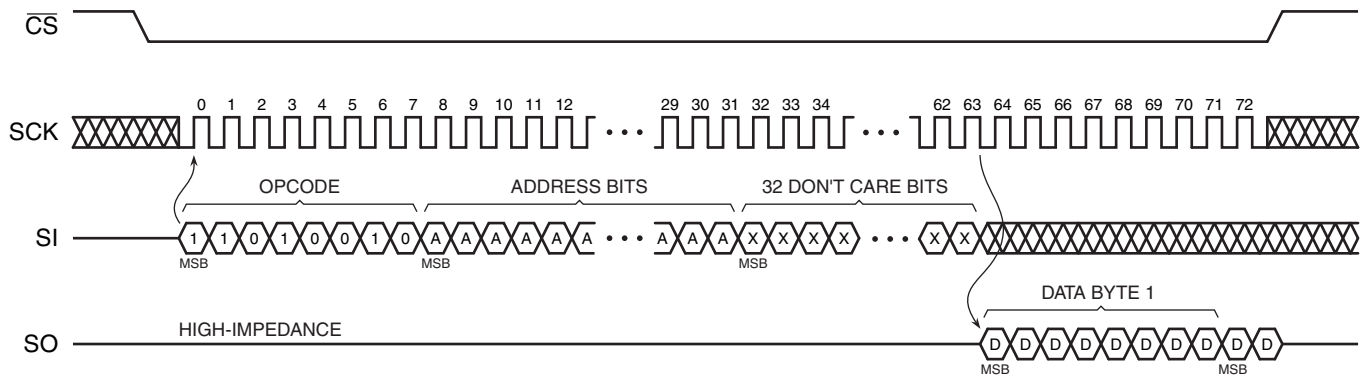 CS
0 1 2 3 4 5 6 7 8 9 10 11 12 29 30 31 32 33 34 62 63 64 65 66 67 68 69 70 71 72
SCK
OPCODE ADDRESS BITS 32 DON'T CARE BITS
SI 1 1 0 1 0 0 1 0 A A A A A A A A A X X X X X X
MSB MSB MSB
DATA BYTE 1
HIGH-IMPEDANCE
SO D D D D D D D D D D
MSB MSB